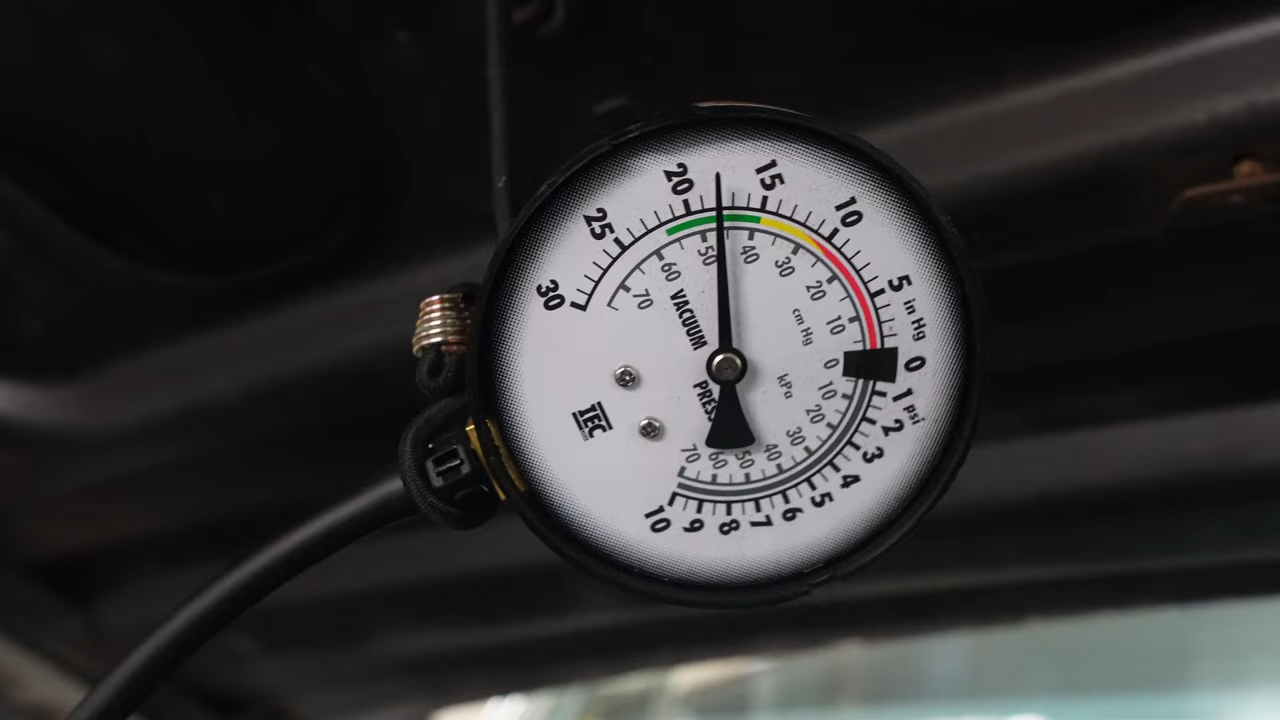 30 25 20 15 10 5 in Hg 0
70 60 50 40 30 20 10 0
cm Hg
VACUUM
PRESS
kPa
10 20 30 40 50 60 70
1 psi 2 3 4 5 6 7 8 9 10
IEC